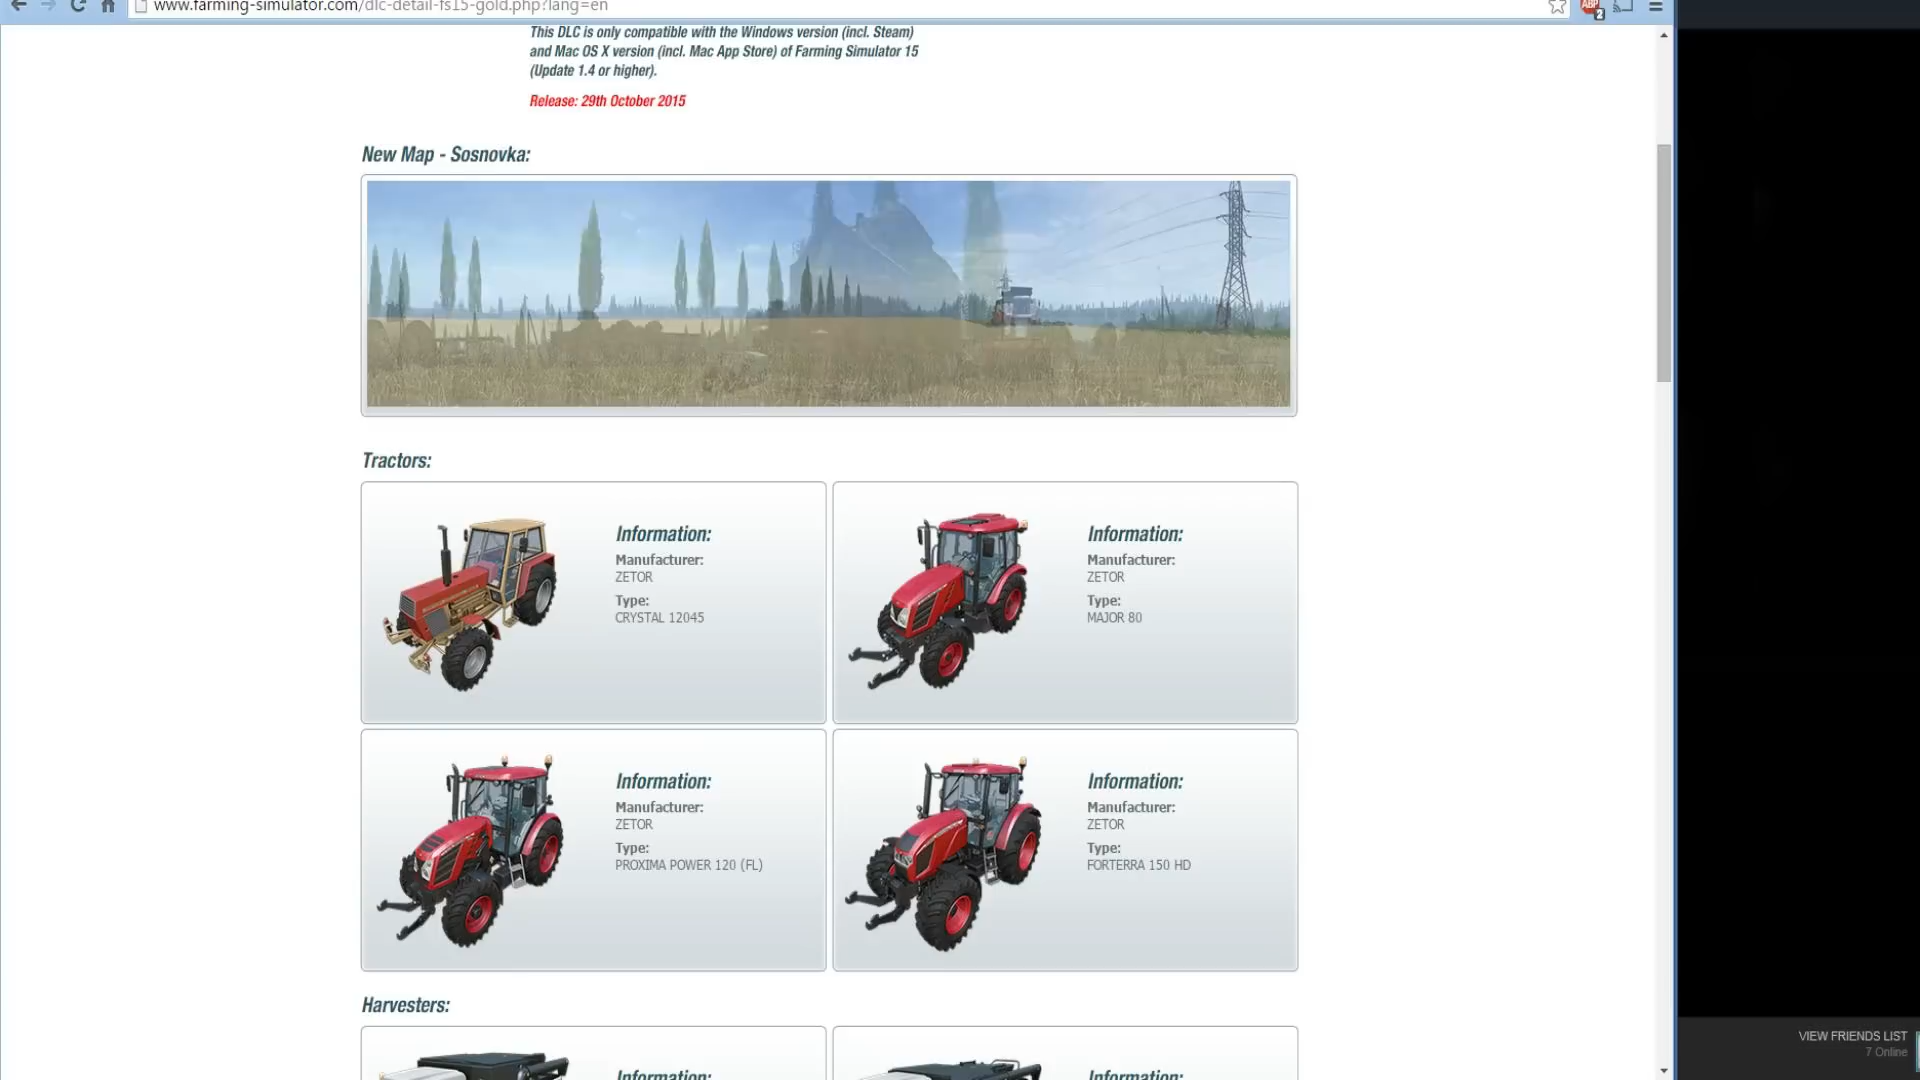 www.farming-simulator.com/dlc-detail-fs15-gold.php?lang=en
ABP
2
This DLC is only compatible with the Windows version (incl. Steam)
and Mac OS X version (incl. Mac App Store) of Farming Simulator 15
(Update 1.4 or higher).
Release: 29th October 2015
New Map - Sosnovka:
Tractors:
Information:
Manufacturer:
ZETOR
Type:
CRYSTAL 12045
Information:
Manufacturer:
ZETOR
Type:
MAJOR 80
Information:
Manufacturer:
ZETOR
Type:
PROXIMA POWER 120 (FL)
Information:
Manufacturer:
ZETOR
Type:
FORTERRA 150 HD
Harvesters:
Information:
Information:
VIEW FRIENDS LIST
7 Online